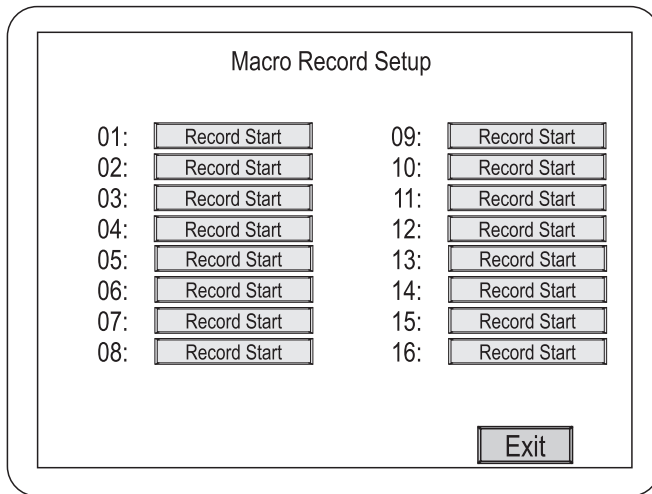 Macro Record Setup
01: Record Start 09: Record Start
02: Record Start 10: Record Start
03: Record Start 11: Record Start
04: Record Start 12: Record Start
05: Record Start 13: Record Start
06: Record Start 14: Record Start
07: Record Start 15: Record Start
08: Record Start 16: Record Start
Exit